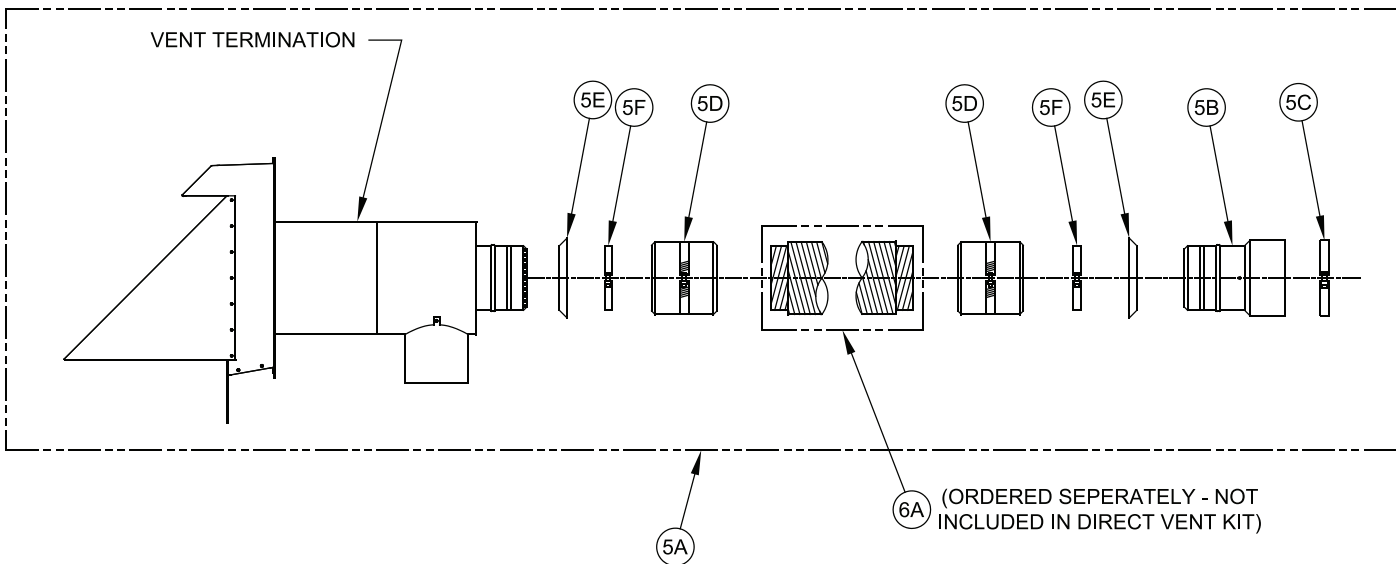 VENT TERMINATION
5E
5F
5D
5D
5F
5E
5B
5C
6A
(ORDERED SEPERATELY - NOT
INCLUDED IN DIRECT VENT KIT)
5A